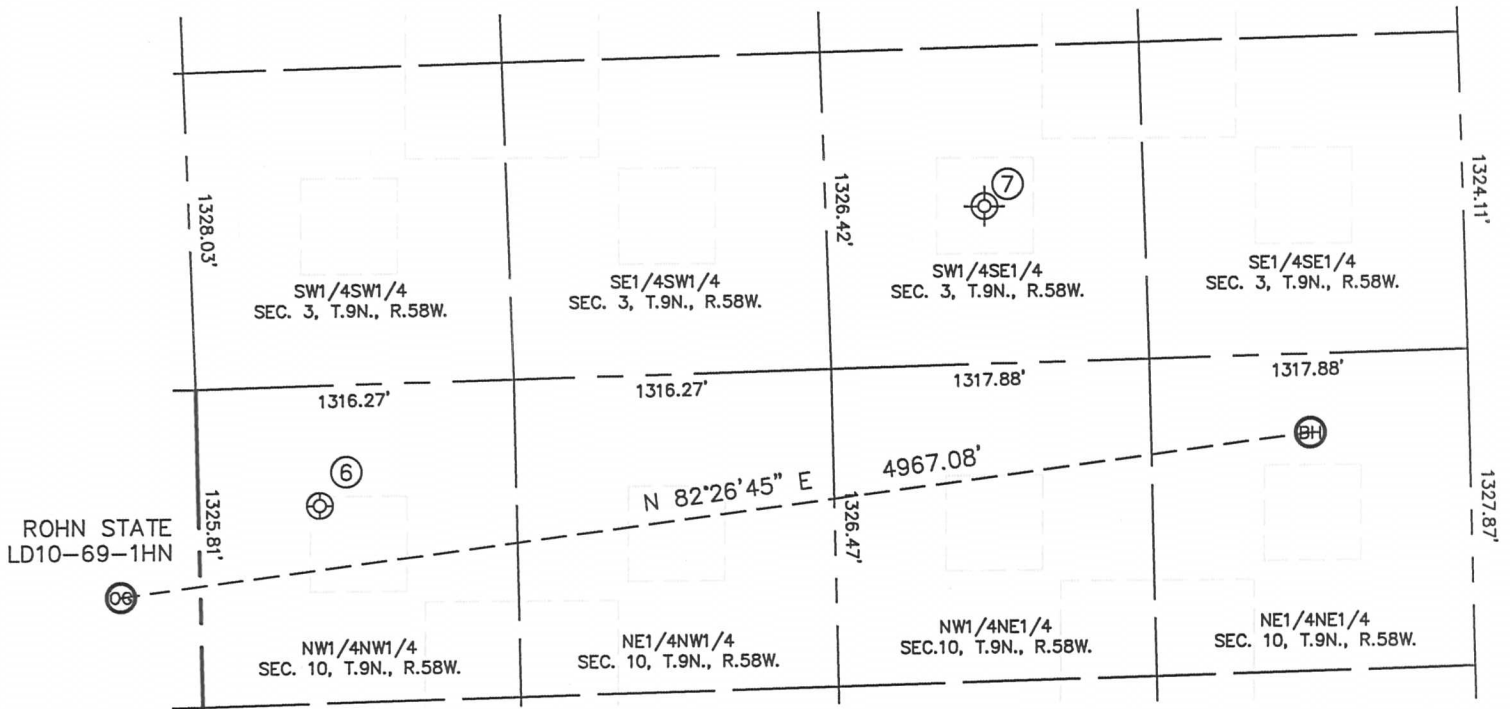 1328.03'
1326.42'
1324.11'
7
SW1/4SW1/4
SEC. 3, T.9N., R.58W.
SE1/4SW1/4
SEC. 3, T.9N., R.58W.
SW1/4SE1/4
SEC. 3, T.9N., R.58W.
SE1/4SE1/4
SEC. 3, T.9N., R.58W.
1316.27'
1316.27'
1317.88'
1317.88'
BH
6
N 82°26'45" E
4967.08'
1325.81'
1326.47'
1327.87'
ROHN STATE
LD10-69-1HN
OG
NW1/4NW1/4
SEC. 10, T.9N., R.58W.
NE1/4NW1/4
SEC. 10, T.9N., R.58W.
NW1/4NE1/4
SEC.10, T.9N., R.58W.
NE1/4NE1/4
SEC. 10, T.9N., R.58W.